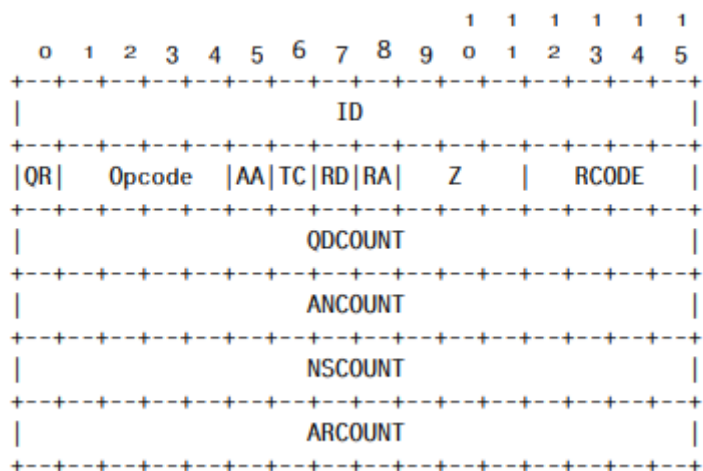 1 1 1 1 1 1
0 1 2 3 4 5 6 7 8 9 0 1 2 3 4 5
+--+--+--+--+--+--+--+--+--+--+--+--+--+--+--+--+
| ID |
+--+--+--+--+--+--+--+--+--+--+--+--+--+--+--+--+
|QR| Opcode |AA|TC|RD|RA| Z | RCODE |
+--+--+--+--+--+--+--+--+--+--+--+--+--+--+--+--+
| QDCOUNT |
+--+--+--+--+--+--+--+--+--+--+--+--+--+--+--+--+
| ANCOUNT |
+--+--+--+--+--+--+--+--+--+--+--+--+--+--+--+--+
| NSCOUNT |
+--+--+--+--+--+--+--+--+--+--+--+--+--+--+--+--+
| ARCOUNT |
+--+--+--+--+--+--+--+--+--+--+--+--+--+--+--+--+